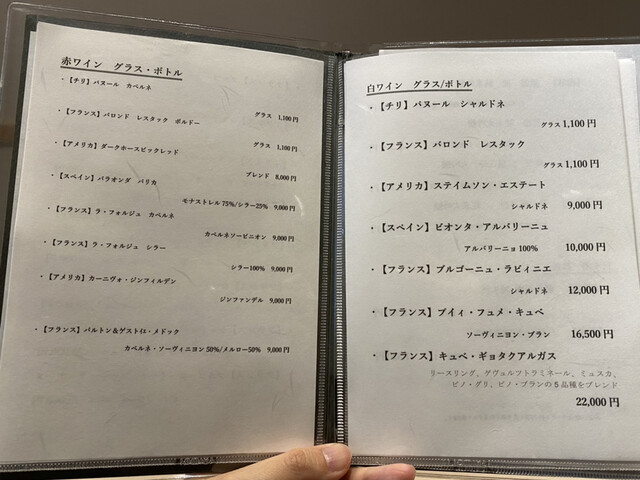 赤ワイン　グラス・ボトル
・【チリ】パヌール　カベルネ
グラス　1,100円
・【フランス】バロンド　レスタック　ボルドー
グラス　1,100円
・【アメリカ】ダークホースビックレッド
ブレンド　8,000円
・【スペイン】パラオンダ　バリカ
モナストレル75%/シラー25%　9,000円
・【フランス】ラ・フォルジュ　カベルネ
カベルネソービニオン　9,000円
・【フランス】ラ・フォルジュ　シラー
シラー100%　9,000円
・【アメリカ】カーニヴォ・ジンフィルデン
ジンファンデル　9,000円
・【フランス】バルトン＆ゲスティエ・メドック
カベルネ・ソーヴィニヨン50%/メルロー50%　9,000円
白ワイン　グラス/ボトル
・【チリ】パヌール　シャルドネ
グラス 1,100円
・【フランス】バロンド　レスタック
グラス 1,100円
・【アメリカ】ステイムソン・エステート
シャルドネ　9,000円
・【スペイン】ビオンタ・アルバリーニュ
アルバリーニョ100%　10,000円
・【フランス】ブルゴーニュ・ラビィニエ
シャルドネ　12,000円
・【フランス】プイィ・フュメ・キュベ
ソーヴィニヨン・ブラン　16,500円
・【フランス】キュベ・ギョタクアルガス
リースリング、ゲヴュルツトラミネール、ミュスカ、
ピノ・グリ、ピノ・ブランの5品種をブレンド
22,000円